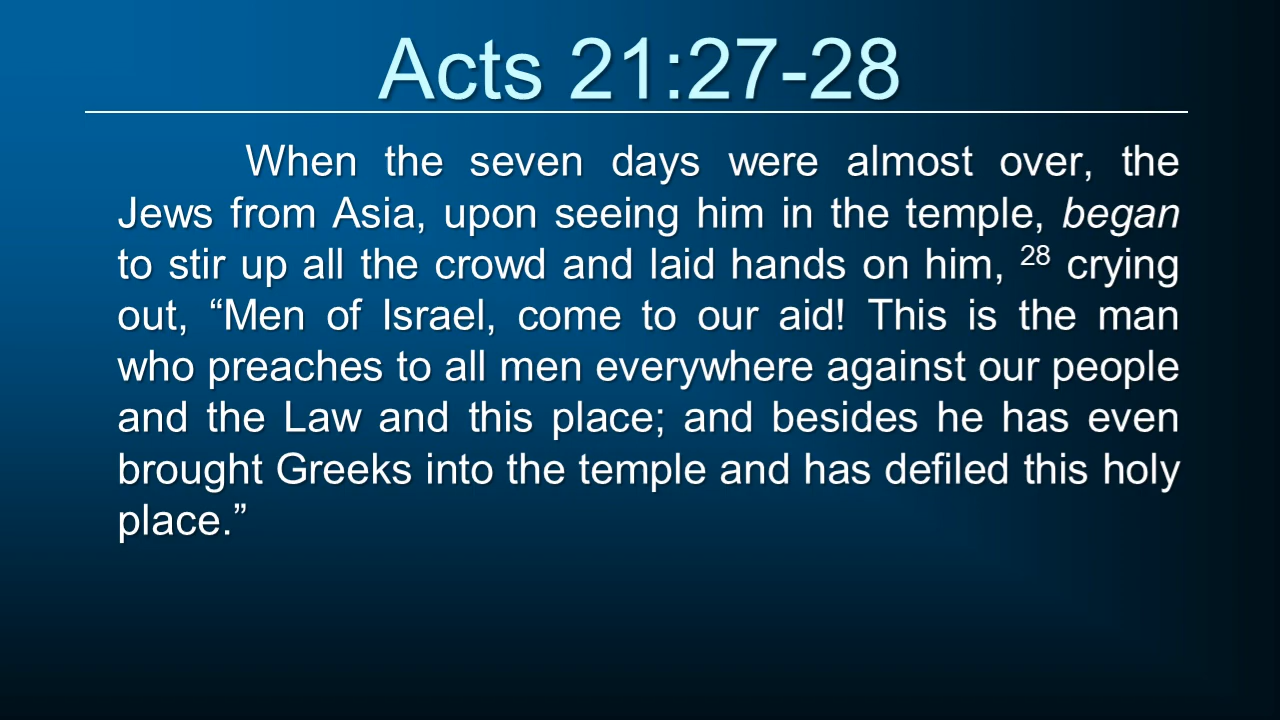 Acts 21:27-28
When the seven days were almost over, the
Jews from Asia, upon seeing him in the temple, began
to stir up all the crowd and laid hands on him, 28 crying
out, “Men of Israel, come to our aid! This is the man
who preaches to all men everywhere against our people
and the Law and this place; and besides he has even
brought Greeks into the temple and has defiled this holy
place.”